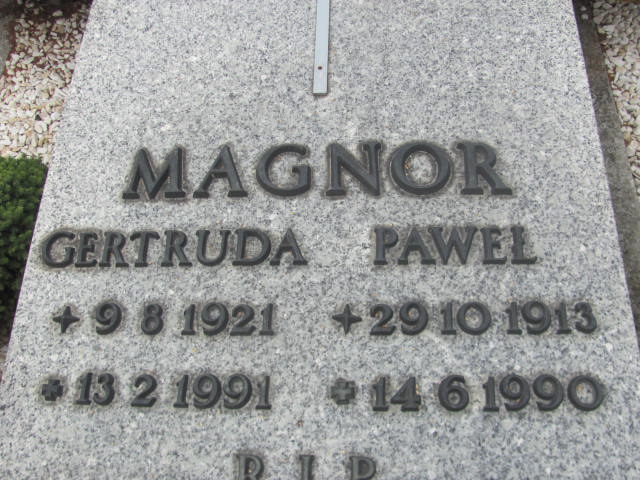 MAGNOR
GERTRUDA PAWEŁ
9 8 1921 29 10 1913
13 2 1991 14 6 1990
R.I.P.